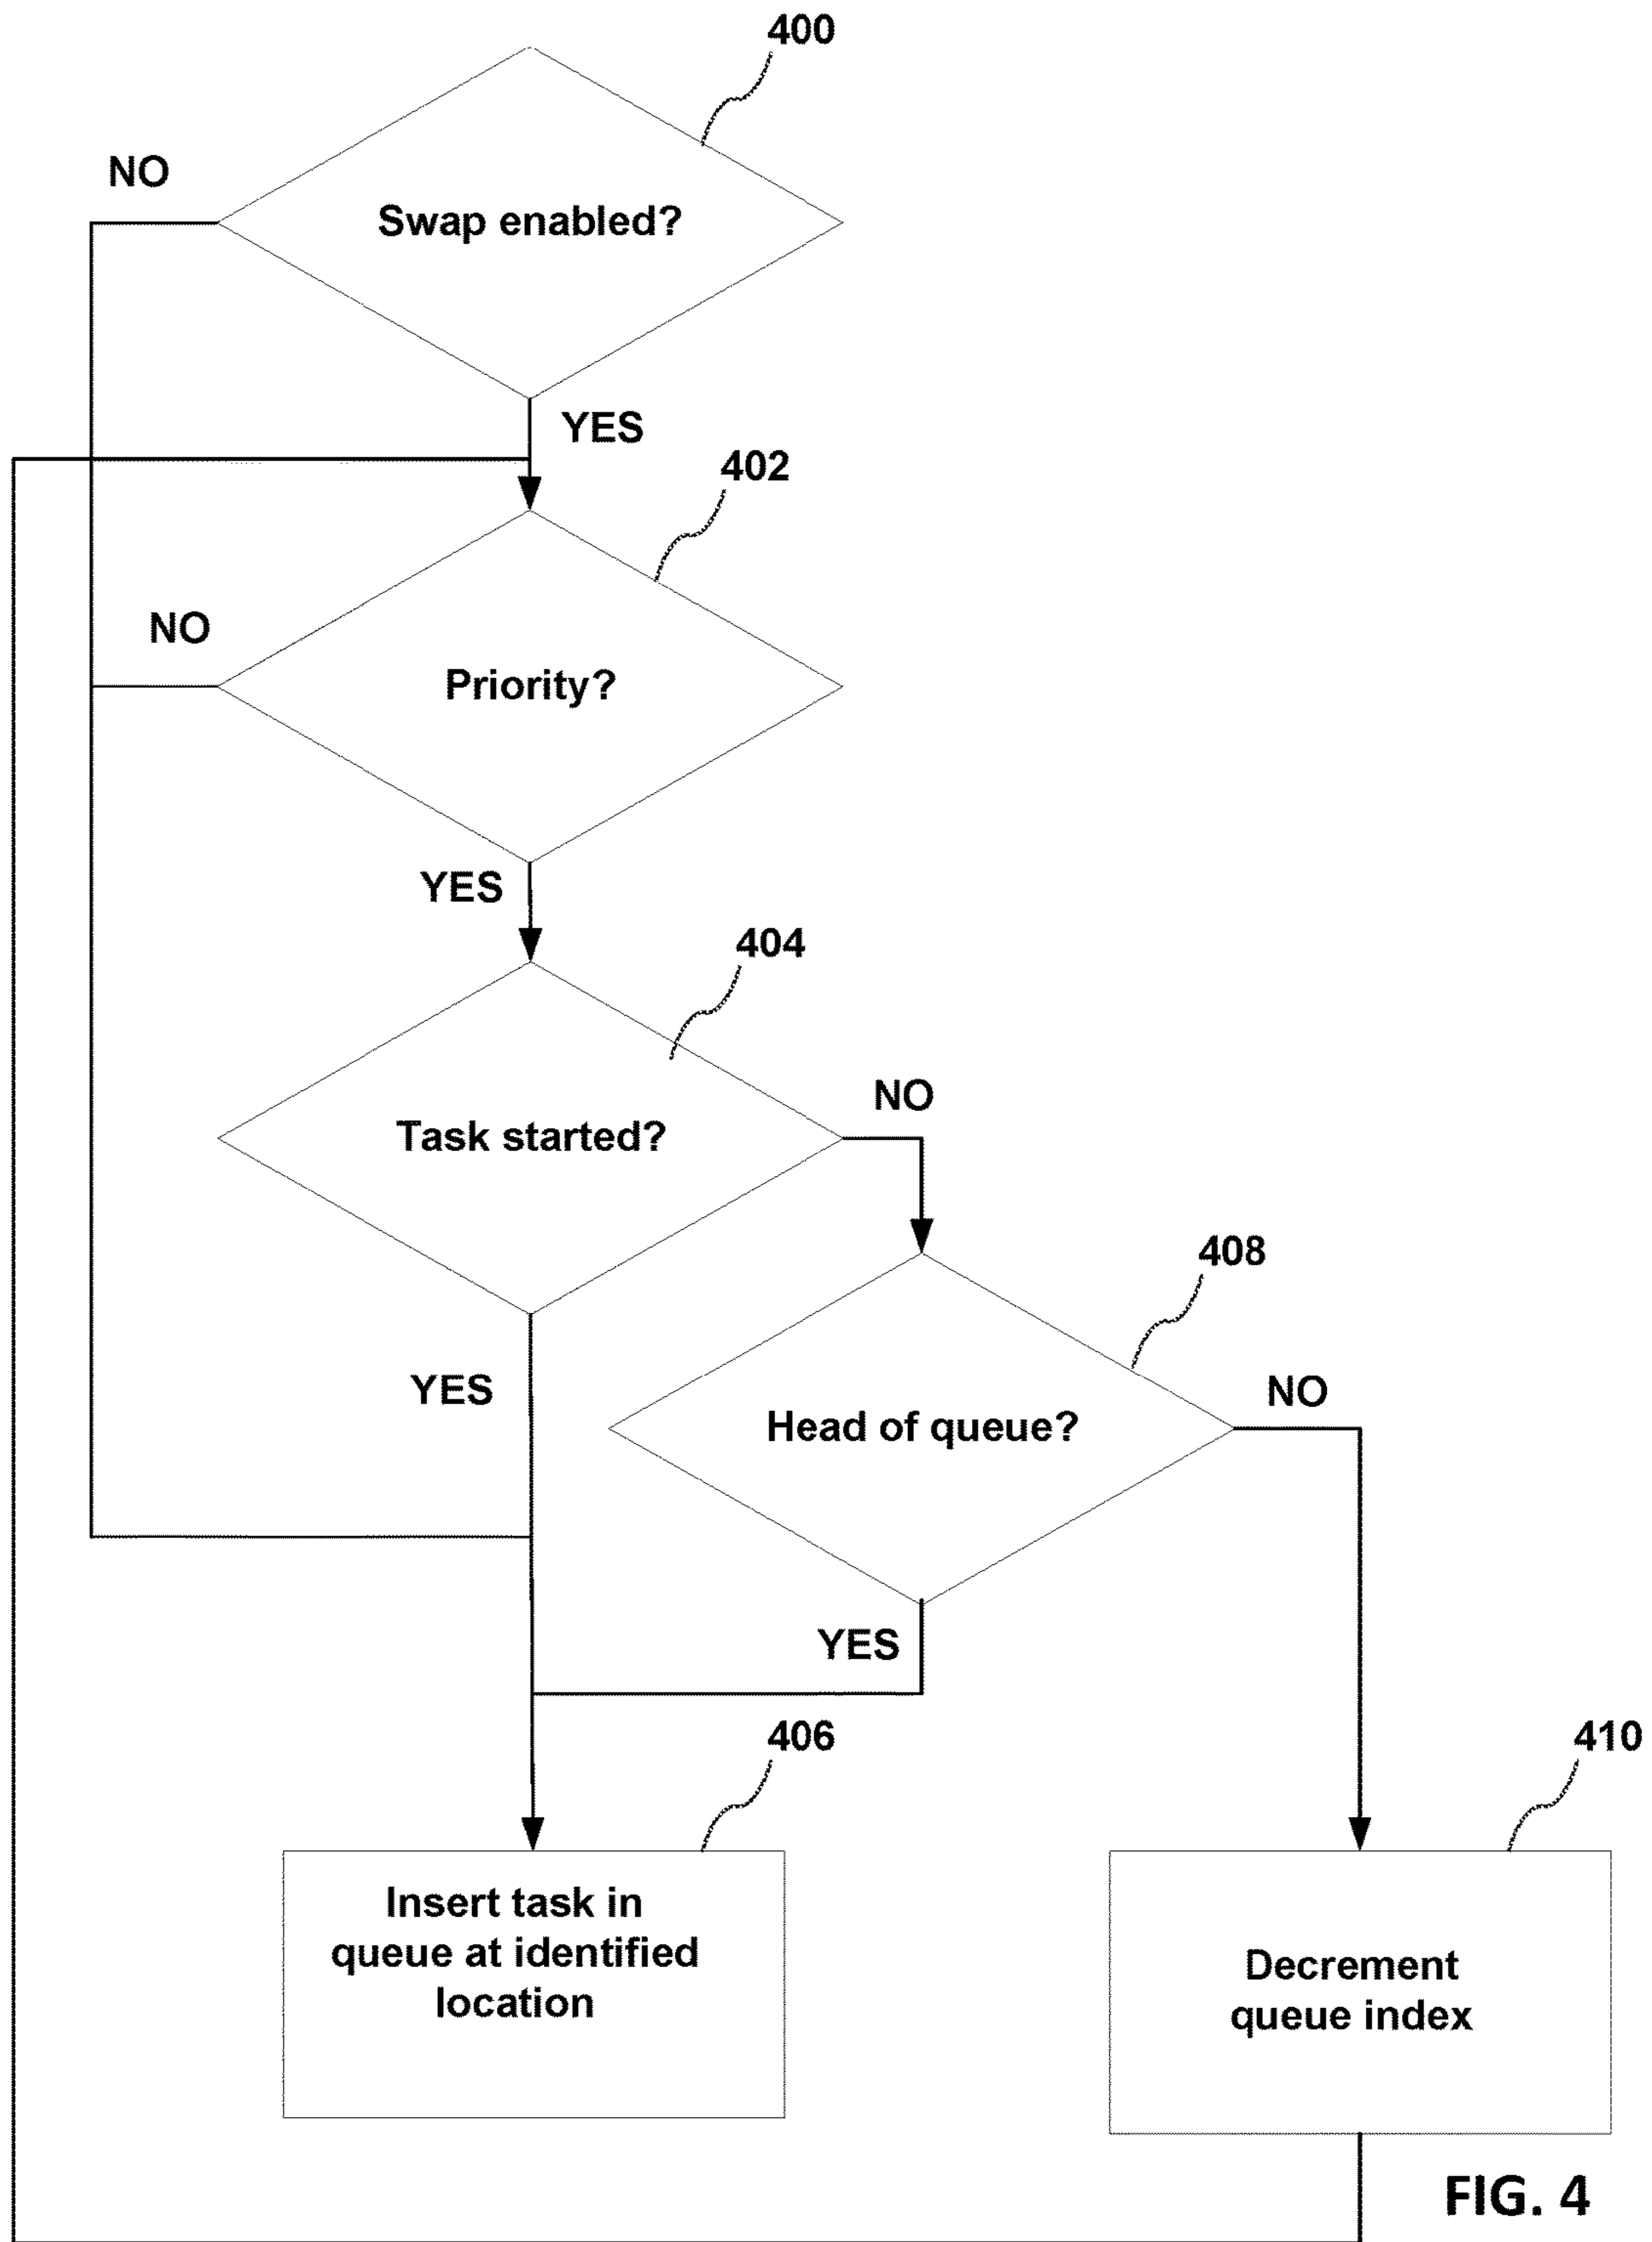 400
NO
Swap enabled?
YES
402
NO
Priority?
YES
404
NO
Task started?
408
YES
NO
Head of queue?
YES
406
410
Insert task in
queue at identified
location
Decrement
queue index
FIG. 4